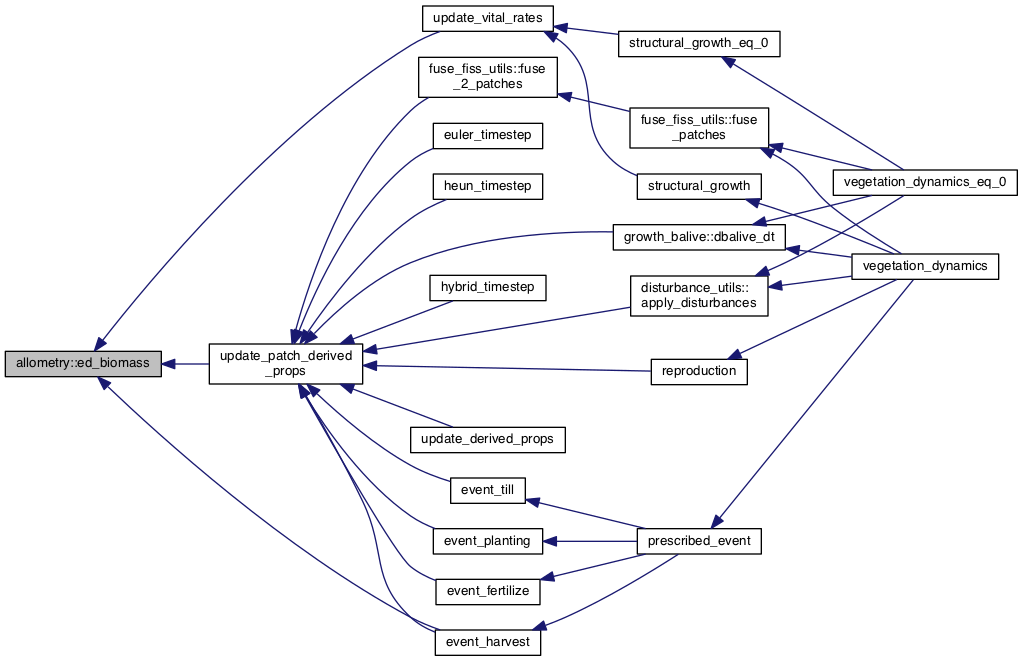 update_vital_rates
structural_growth_eq_0
fuse_fiss_utils::fuse
_2_patches
fuse_fiss_utils::fuse
_patches
euler_timestep
heun_timestep
structural_growth
vegetation_dynamics_eq_0
growth_balive::dbalive_dt
vegetation_dynamics
hybrid_timestep
disturbance_utils::
apply_disturbances
allometry::ed_biomass
update_patch_derived
_props
reproduction
update_derived_props
event_till
event_planting
prescribed_event
event_fertilize
event_harvest